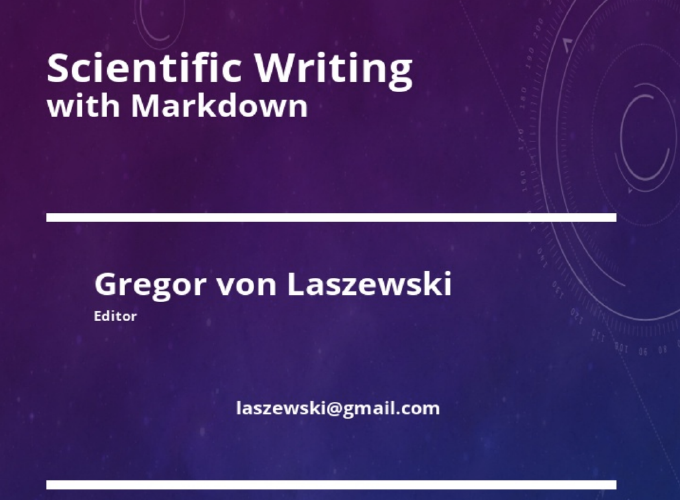 Scientific Writing
with Markdown
Gregor von Laszewski
Editor
laszewski@gmail.com